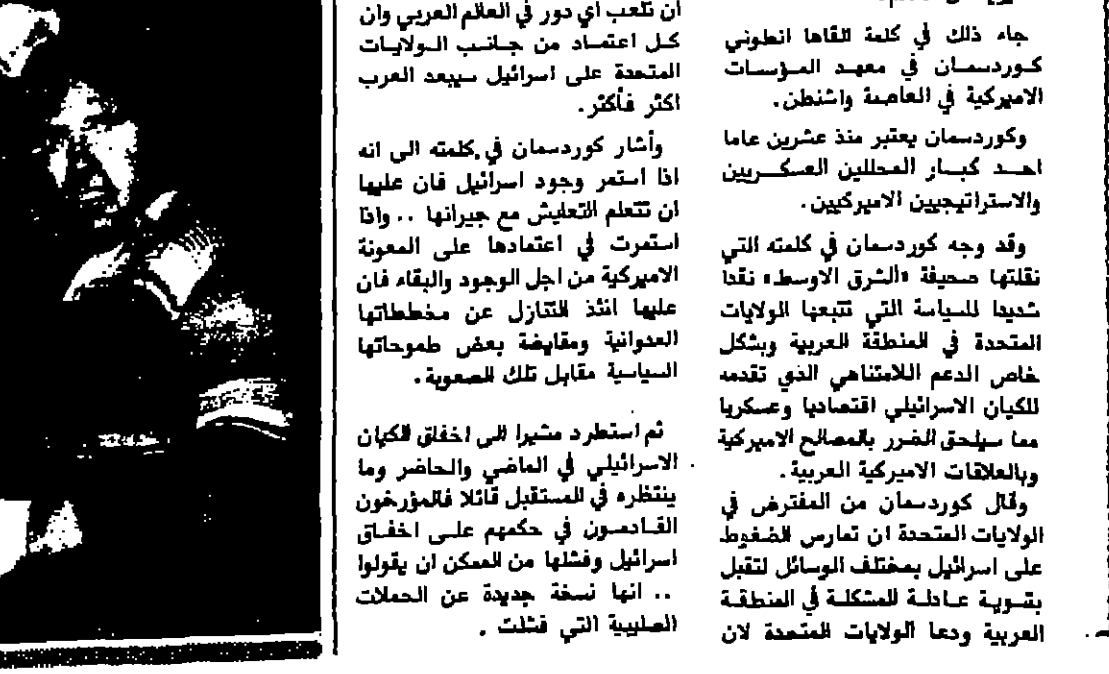 جاء ذلك في كلمة القاها انطوني
كوردسمان في معهد المؤسسات
الاميركية في العاصمة واشنطن.
وكوردسمان يعتبر منذ عشرين عاما
احد كبار المحللين العسكريين
والاستراتيجيين الاميركيين.
وقد وجه كوردسمان في كلمته التي
نقلتها صحيفة «الشرق الاوسط» نقدا
شديدا للسياسة التي تتبعها الولايات
المتحدة في المنطقة العربية وبشكل
خاص الدعم اللامتناهي الذي تقدمه
للكيان الاسرائيلي اقتصاديا وعسكريا
مما سيلحق الضرر بالمصالح الاميركية
وبالعلاقات الاميركية العربية.
وقال كوردسمان من المفترض في
الولايات المتحدة ان تمارس الضغوط
على اسرائيل بمختلف الوسائل لتقبل
بتسوية عادلة للمشكلة في المنطقة
العربية ودعا الولايات المتحدة لان
ان تلعب اي دور في العالم العربي وان
كل اعتماد من جانب الولايات
المتحدة على اسرائيل سيبعد العرب
اكثر فأكثر.
وأشار كوردسمان في كلمته الى انه
اذا استمر وجود اسرائيل فان عليها
ان تتعلم التعايش مع جيرانها .. واذا
استمرت في اعتمادها على المعونة
الاميركية من اجل الوجود والبقاء فان
عليها انئذ التنازل عن مخططاتها
العدوانية ومقايضة بعض طموحاتها
السياسية مقابل تلك الصعوبة.
ثم استطرد مشيرا الى اخفاق الكيان
الاسرائيلي في الماضي والحاضر وما
ينتظره في المستقبل قائلا فالمؤرخون
القادمون في حكمهم على اخفاق
اسرائيل وفشلها من الممكن ان يقولوا
.. انها نسخة جديدة عن الحملات
الصليبية التي فشلت .